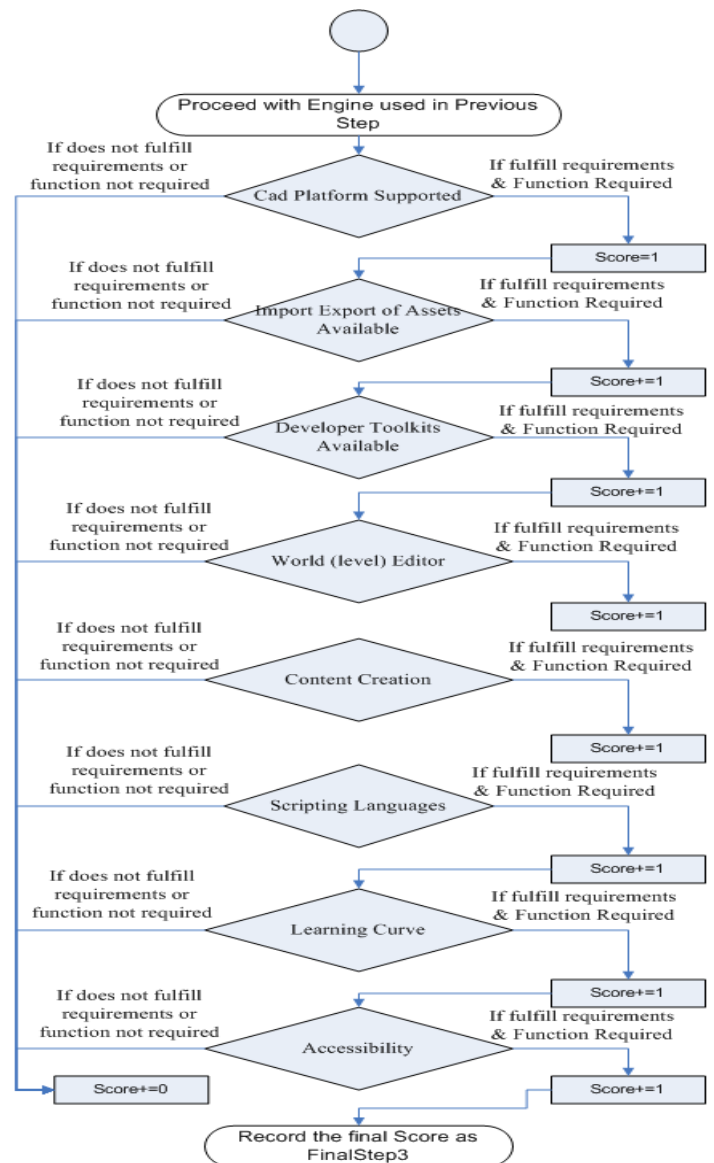 Proceed with Engine used in Previous
Step
If does not fulfill
requirements or
function not required
Cad Platform Supported
If fulfill requirements
& Function Required
Score=1
If does not fulfill
requirements or
function not required
Import Export of Assets
Available
If fulfill requirements
& Function Required
Score+=1
If does not fulfill
requirements or
function not required
Developer Toolkits
Available
If fulfill requirements
& Function Required
Score+=1
If does not fulfill
requirements or
function not required
World (level) Editor
If fulfill requirements
& Function Required
Score+=1
If does not fulfill
requirements or
function not required
Content Creation
If fulfill requirements
& Function Required
Score+=1
If does not fulfill
requirements or
function not required
Scripting Languages
If fulfill requirements
& Function Required
Score+=1
If does not fulfill
requirements or
function not required
Learning Curve
If fulfill requirements
& Function Required
Score+=1
If does not fulfill
requirements or
function not required
Accessibility
If fulfill requirements
& Function Required
Score+=0
Score+=1
Record the final Score as
FinalStep3